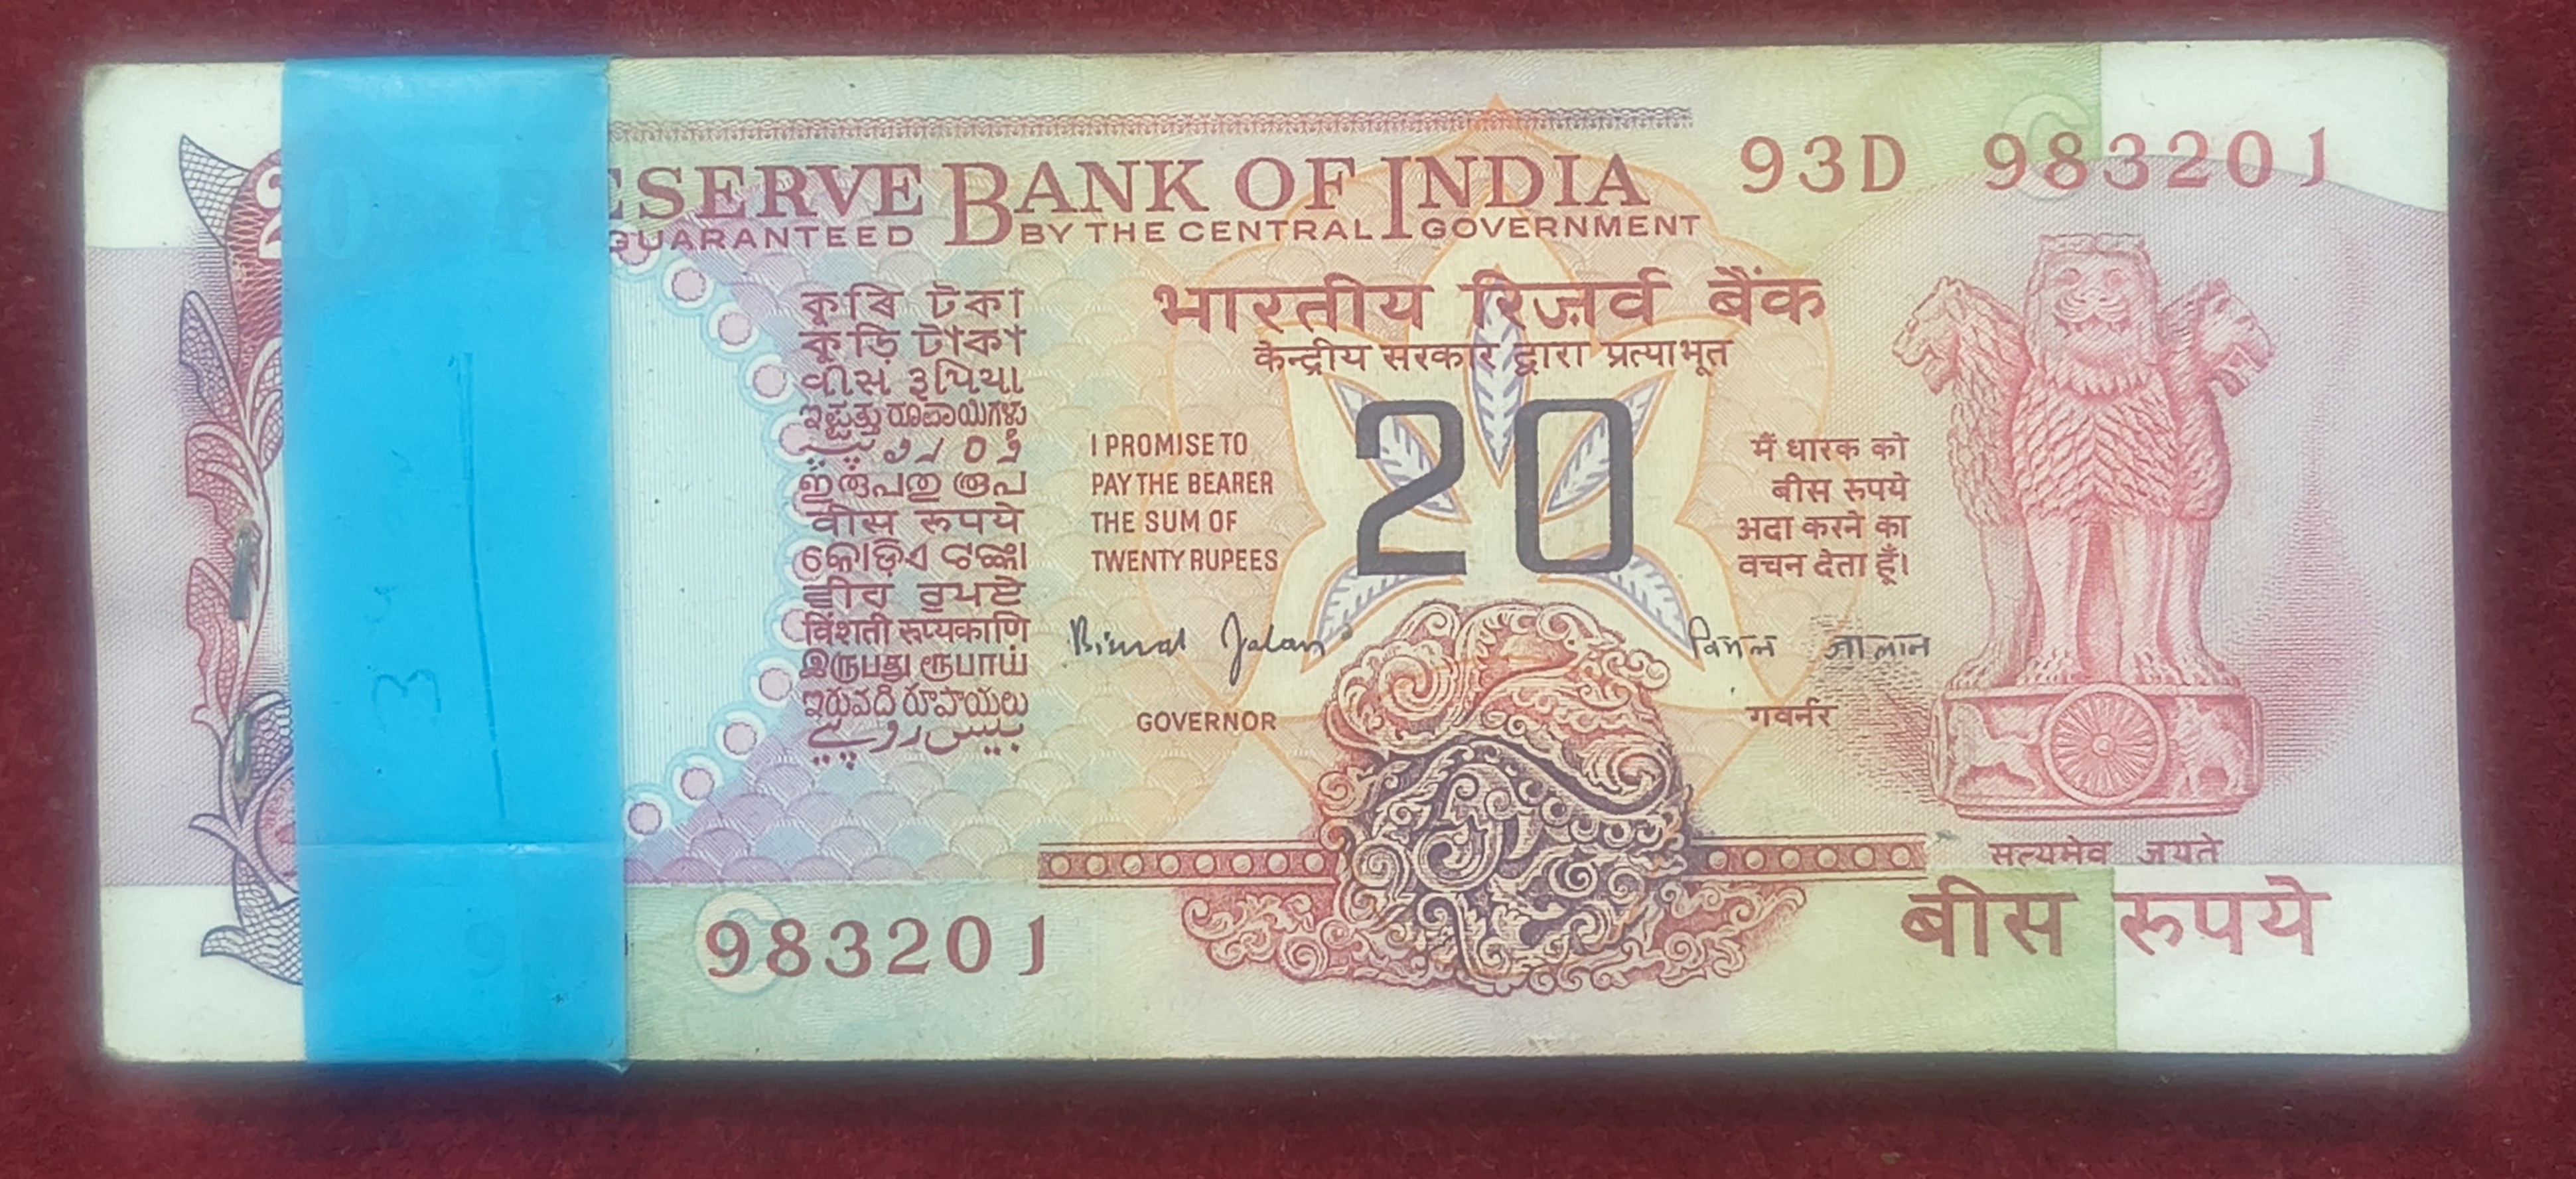 RESERVE BANK OF INDIA
GUARANTEED BY THE CENTRAL GOVERNMENT
93D 983201
भारतीय रिज़र्व बैंक
केन्द्रीय सरकार द्वारा प्रत्याभूत
কুৰি টকা
কুড়ি টাকা
વીસ રૂપિયા
ಇಪ್ಪತ್ತು ರೂಪಾಯಿಗಳು
ഇരുപതു രൂപ
वीस रुपये
କୋଡ଼ିଏ ଟଙ୍କା
ਵੀਹ ਰੁਪਏ
विंशती रूप्यकाणि
இருபது ரூபாய்
ఇరువది రూపాయలు
بیس روپے
I PROMISE TO
PAY THE BEARER
THE SUM OF
TWENTY RUPEES
20
मैं धारक को
बीस रुपये
अदा करने का
वचन देता हूँ।
Bimal Jalan
विमल जालान
GOVERNOR
गवर्नर
सत्यमेव जयते
983201
बीस रुपये